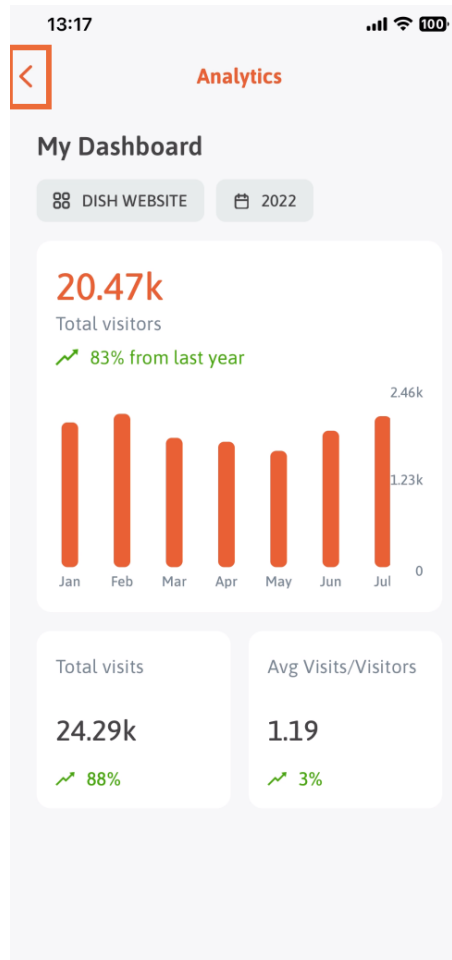 13:17
100
Analytics
My Dashboard
DISH WEBSITE
2022
20.47k
Total visitors
83% from last year
2.46k
1.23k
0
Jan Feb Mar Apr May Jun Jul
Total visits
24.29k
88%
Avg Visits/Visitors
1.19
3%